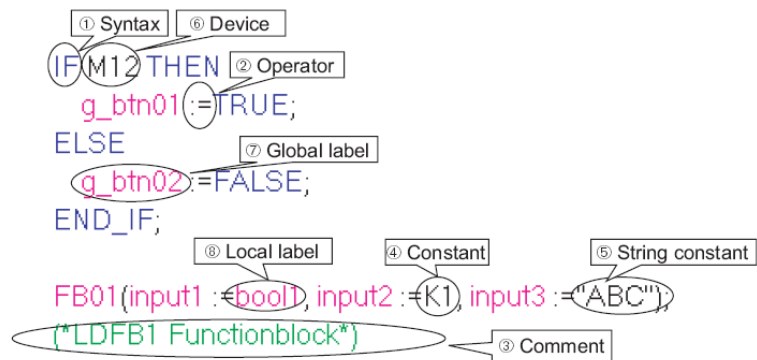 ① Syntax ⑥ Device
IF M12 THEN ② Operator
g_btn01 :=TRUE;
ELSE
⑦ Global label
g_btn02 :=FALSE;
END_IF;
⑧ Local label ④ Constant ⑤ String constant
FB01(input1 :=bool1, input2 :=K1, input3 :="ABC");
(*LDFB1 Functionblock*)
③ Comment